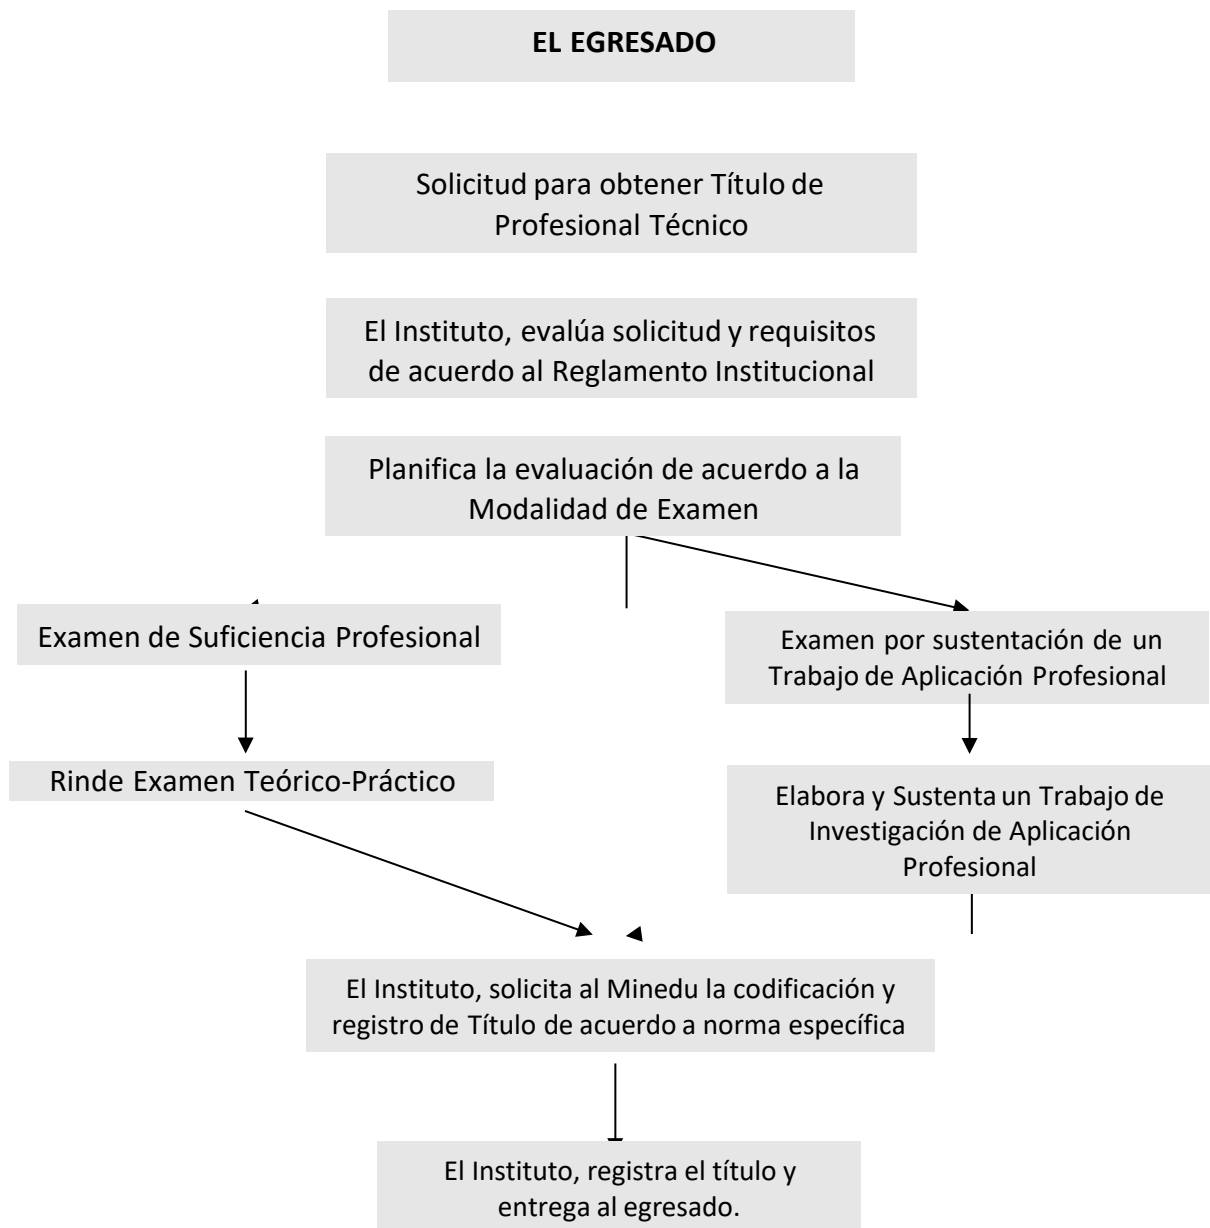 EL EGRESADO
Solicitud para obtener Título de
Profesional Técnico
El Instituto, evalúa solicitud y requisitos
de acuerdo al Reglamento Institucional
Planifica la evaluación de acuerdo a la
Modalidad de Examen
Examen de Suficiencia Profesional
Examen por sustentación de un
Trabajo de Aplicación Profesional
Rinde Examen Teórico-Práctico
Elabora y Sustenta un Trabajo de
Investigación de Aplicación
Profesional
El Instituto, solicita al Minedu la codificación y
registro de Título de acuerdo a norma específica
El Instituto, registra el título y
entrega al egresado.